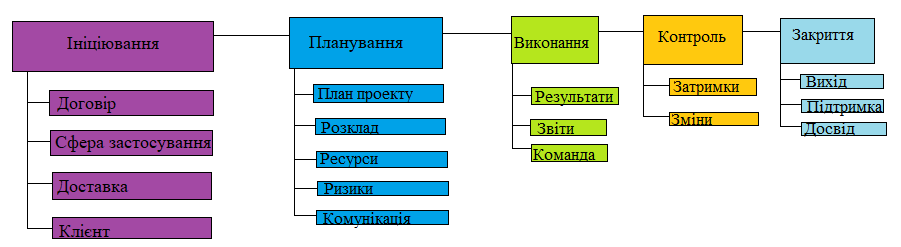 Ініціювання
Договір
Сфера застосування
Доставка
Клієнт
Планування
План проекту
Розклад
Ресурси
Ризики
Комунікація
Виконання
Результати
Звіти
Команда
Контроль
Затримки
Зміни
Закриття
Вихід
Підтримка
Досвід